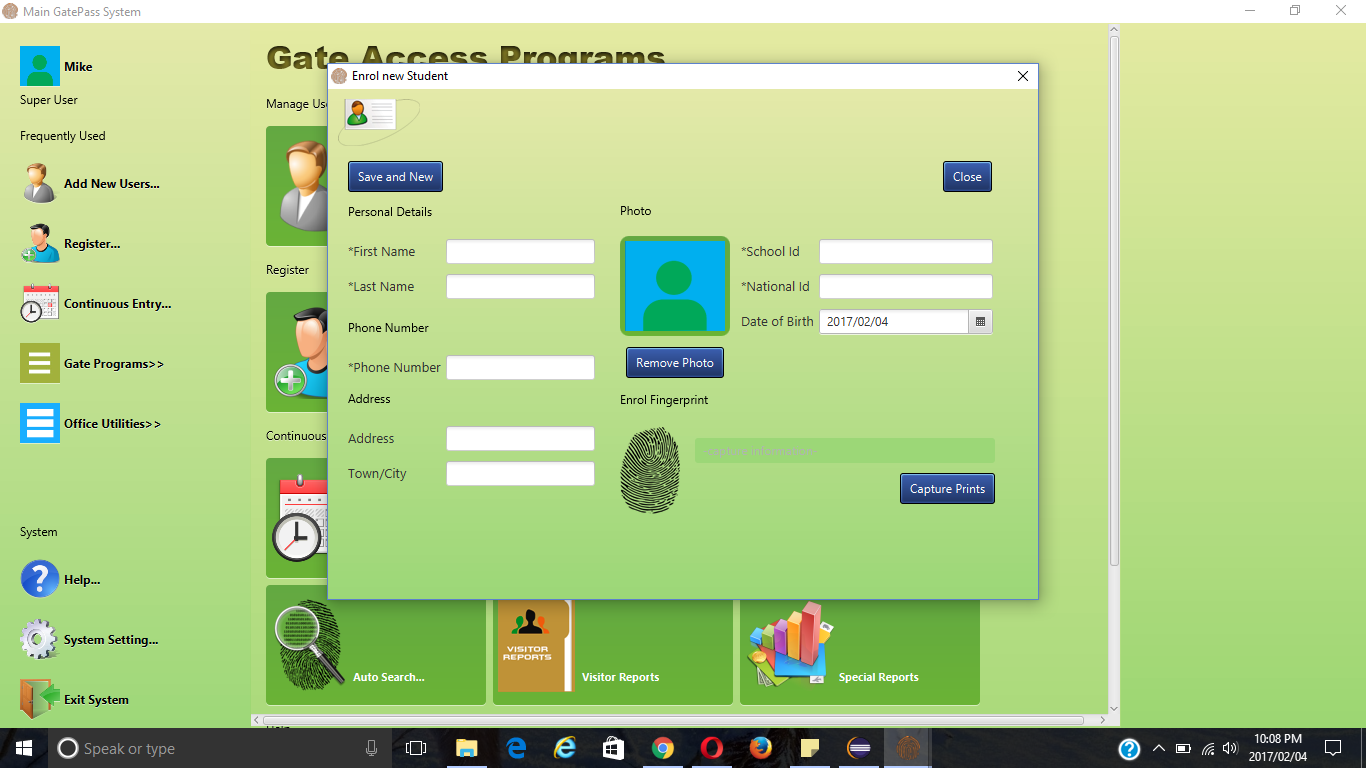 Main GatePass System
Mike
Super User
Frequently Used
Add New Users...
Register...
Continuous Entry...
Gate Programs>>
Office Utilities>>
System
Help...
System Setting...
Exit System
Gate Access Programs
Manage Us
Register
Continuous
Auto Search...
VISITOR
REPORTS
Visitor Reports
Special Reports
Enrol new Student
Save and New
Close
Personal Details
*First Name
*Last Name
Phone Number
*Phone Number
Address
Address
Town/City
Photo
Remove Photo
*School Id
*National Id
Date of Birth 2017/02/04
Enrol Fingerprint
-capture information-
Capture Prints
Speak or type
10:08 PM
2017/02/04